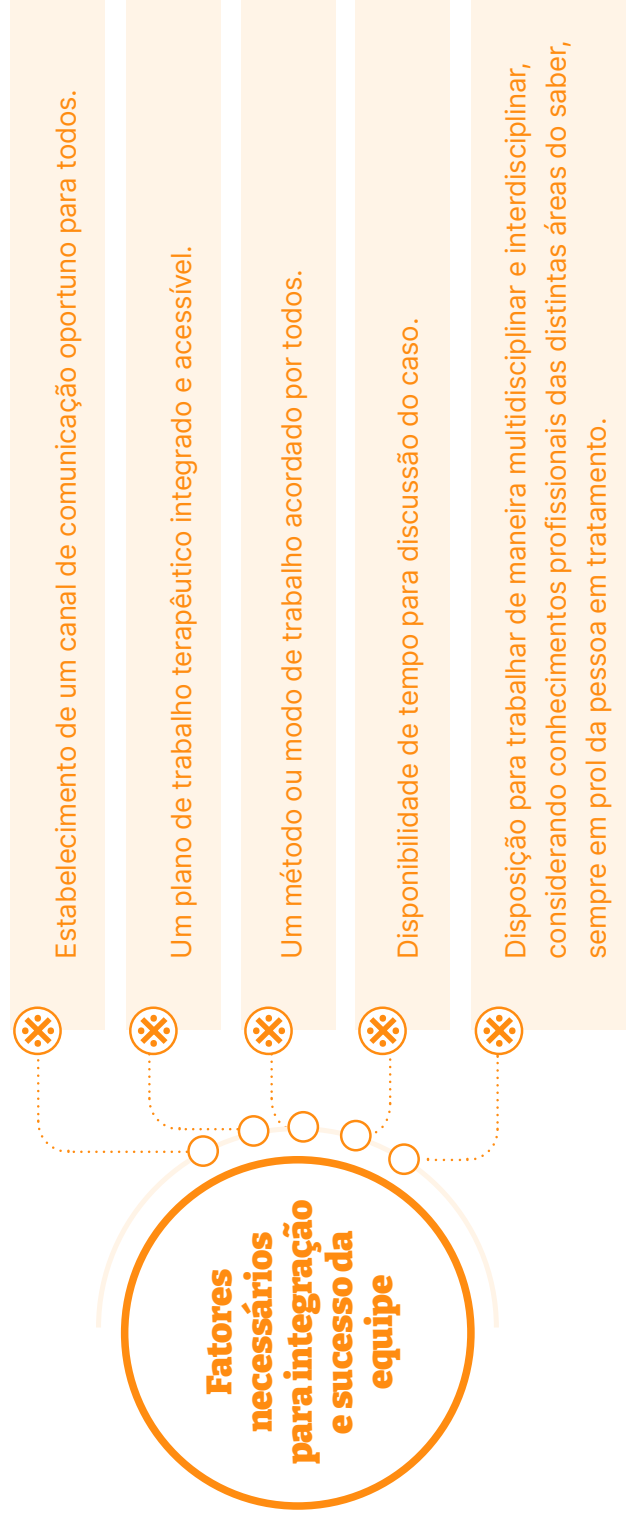 Fatores
necessários
para integração
e sucesso da
equipe
Estabelecimento de um canal de comunicação oportuno para todos.
Um plano de trabalho terapêutico integrado e acessível.
Um método ou modo de trabalho acordado por todos.
Disponibilidade de tempo para discussão do caso.
Disposição para trabalhar de maneira multidisciplinar e interdisciplinar,
considerando conhecimentos profissionais das distintas áreas do saber,
sempre em prol da pessoa em tratamento.